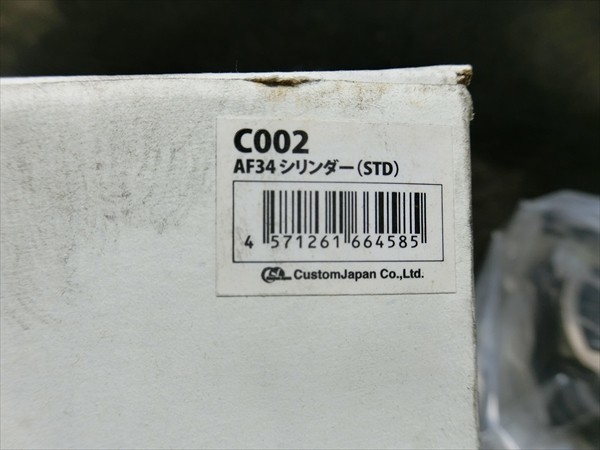 C002
AF34 シリンダー(STD)
4 571261 664585
CustomJapan Co.,Ltd.